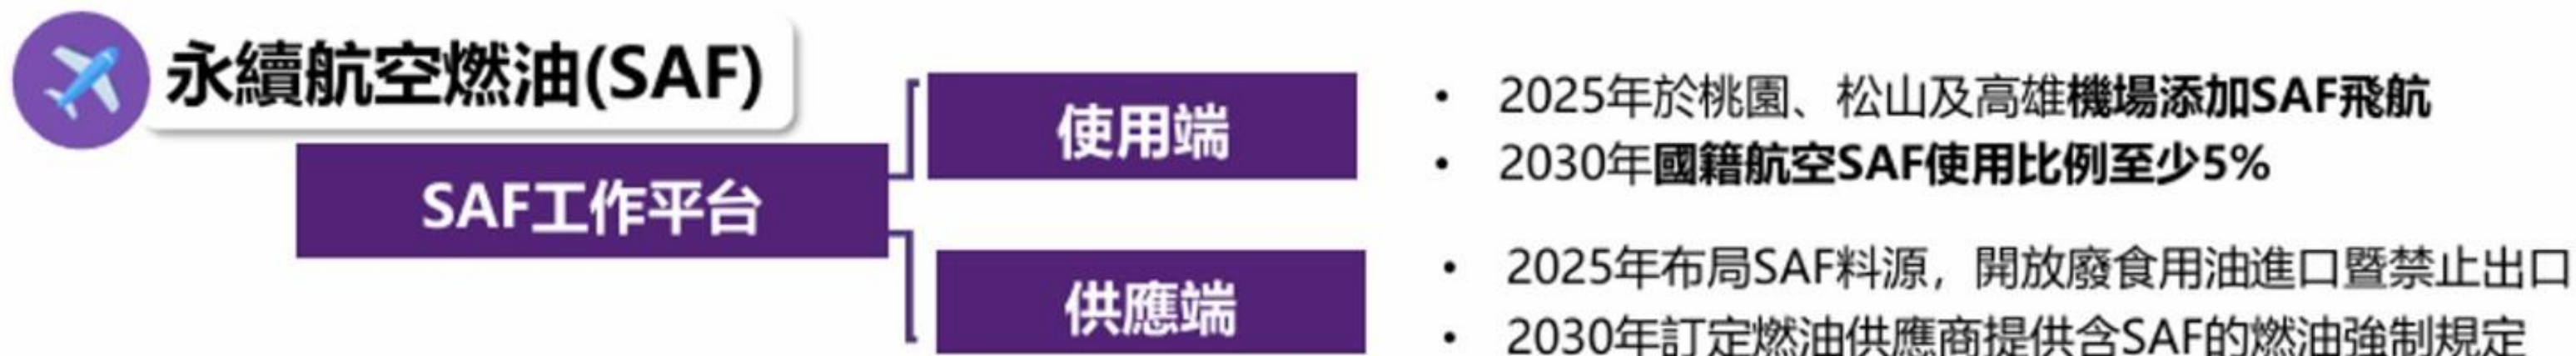 永續航空燃油(SAF)
SAF工作平台
使用端
• 2025年於桃園、松山及高雄機場添加SAF飛航
• 2030年國籍航空SAF使用比例至少5%
供應端
• 2025年布局SAF料源，開放廢食用油進口暨禁止出口
• 2030年訂定燃油供應商提供含SAF的燃油強制規定